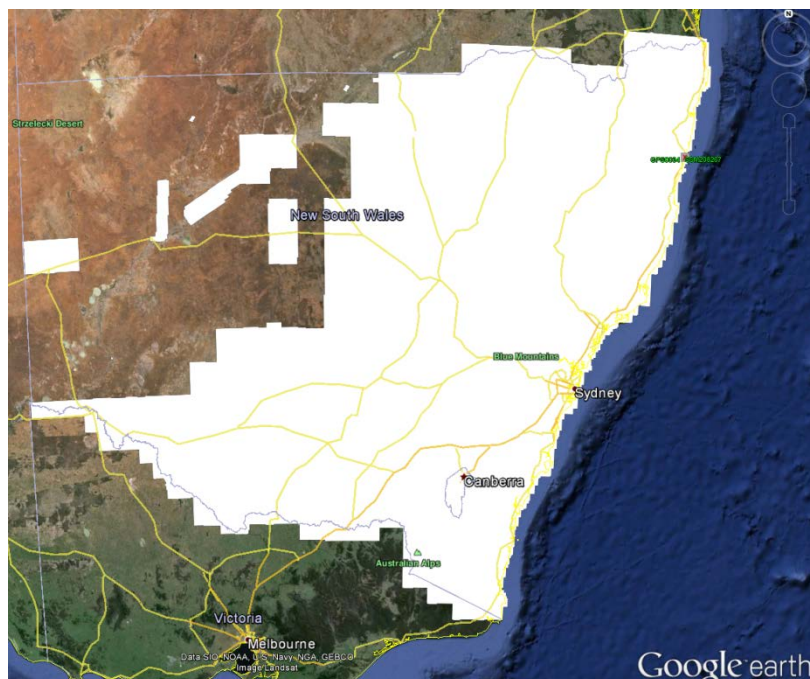 N
Strzelecki Desert
New South Wales
Blue Mountains
Sydney
Canberra
Australian Alps
Victoria
Melbourne
Data SIO, NOAA, U.S. Navy, NGA, GEBCO
Image Landsat
Google earth